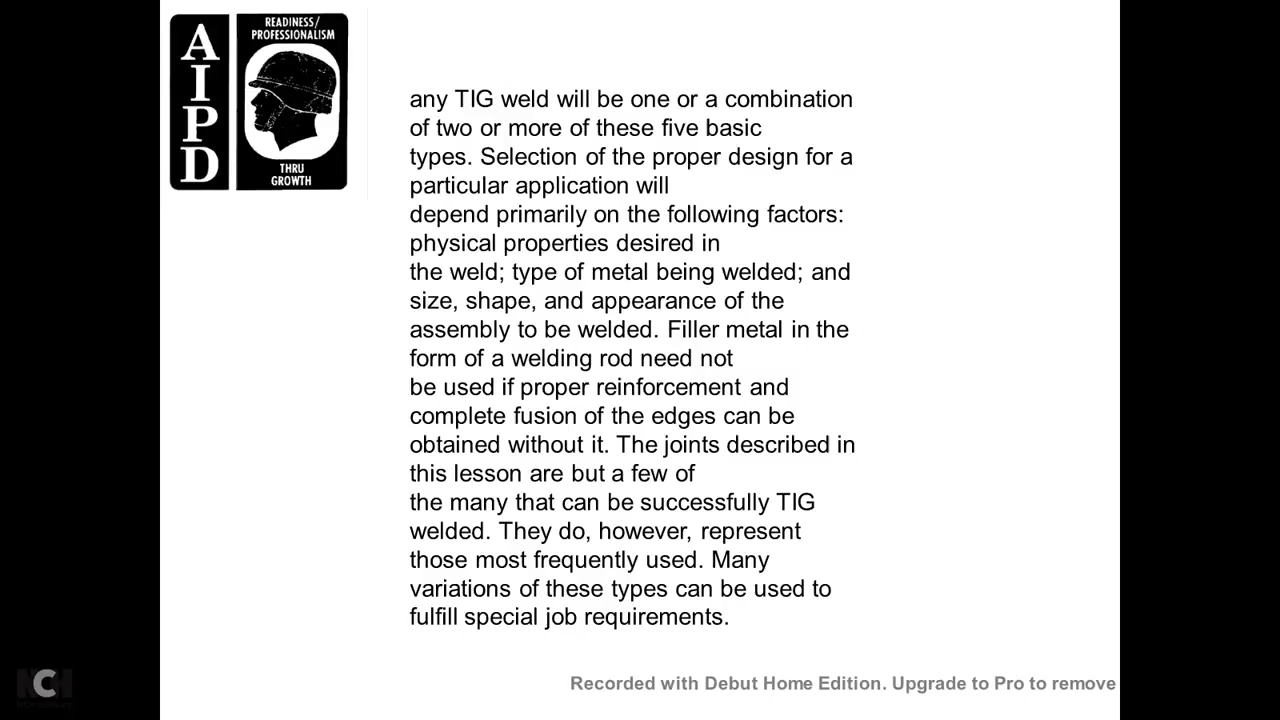 READINESS/
PROFESSIONALISM
AIPD
THRU
GROWTH
any TIG weld will be one or a combination
of two or more of these five basic
types. Selection of the proper design for a
particular application will
depend primarily on the following factors:
physical properties desired in
the weld; type of metal being welded; and
size, shape, and appearance of the
assembly to be welded. Filler metal in the
form of a welding rod need not
be used if proper reinforcement and
complete fusion of the edges can be
obtained without it. The joints described in
this lesson are but a few of
the many that can be successfully TIG
welded. They do, however, represent
those most frequently used. Many
variations of these types can be used to
fulfill special job requirements.
NCH
Recorded with Debut Home Edition. Upgrade to Pro to remove